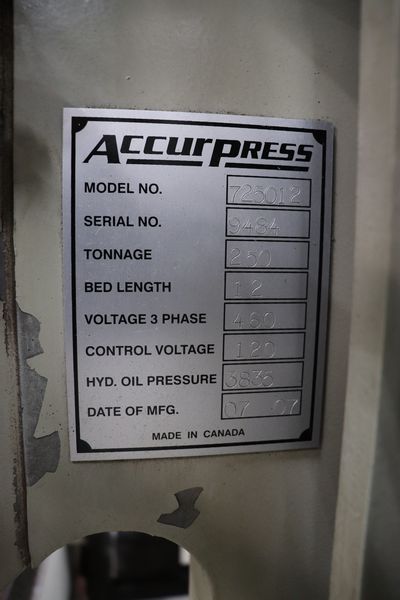 ACCURPRESS
MODEL NO. 725012
SERIAL NO. 9484
TONNAGE 250
BED LENGTH 12
VOLTAGE 3 PHASE 460
CONTROL VOLTAGE 120
HYD. OIL PRESSURE 3835
DATE OF MFG. 07 07
MADE IN CANADA